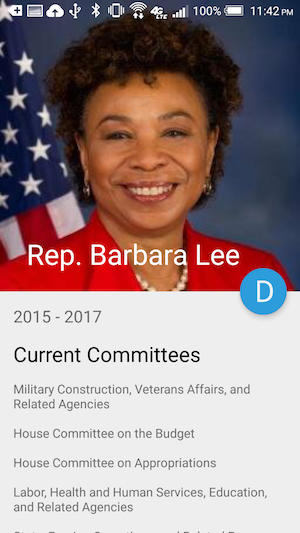 100% 11:42 PM
Rep. Barbara Lee
D
2015 - 2017
Current Committees
Military Construction, Veterans Affairs, and
Related Agencies
House Committee on the Budget
House Committee on Appropriations
Labor, Health and Human Services, Education,
and Related Agencies